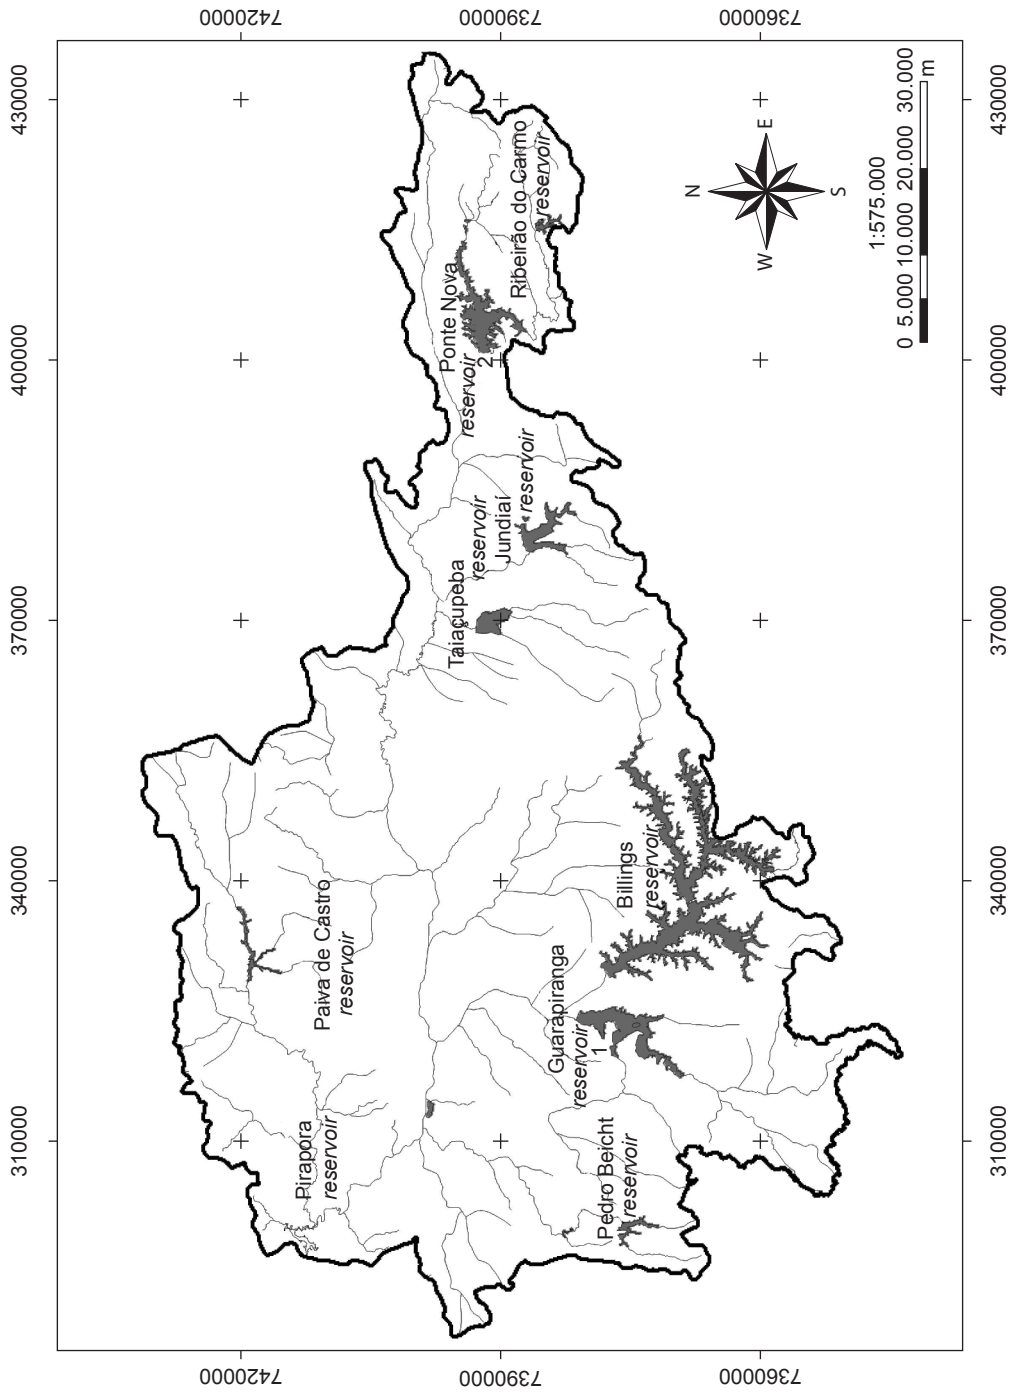 7420000
7390000
7360000
430000
430000
Ribeirão do Carmo
reservoir
Ponte Nova
reservoir
2
400000
400000
Jundiaí
reservoir
Taiaçupeba
reservoir
370000
370000
Billings
reservoir
340000
340000
Paiva de Castro
reservoir
Guarapiranga
reservoir
1
Pirapora
reservoir
Pedro Beicht
reservoir
310000
310000
7420000
7390000
7360000
N
W
E
S
1:575.000
0 5.000 10.000 20.000 30.000
m